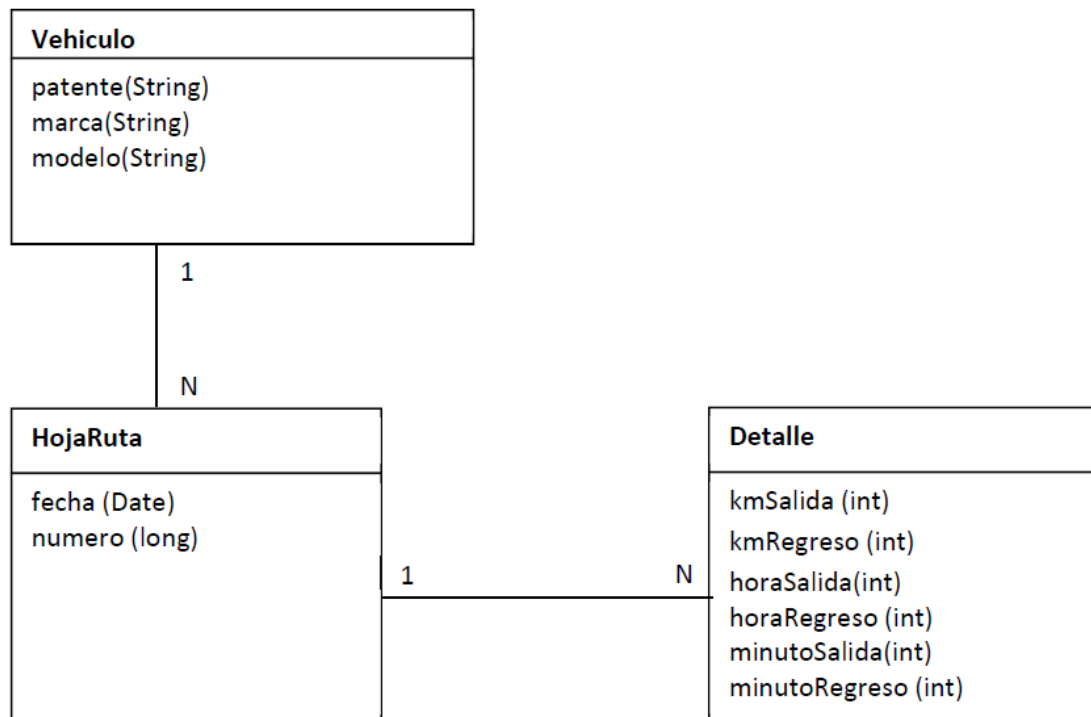 Vehiculo
patente(String)
marca(String)
modelo(String)
1
N
HojaRuta
fecha (Date)
numero (long)
1
N
Detalle
kmSalida (int)
kmRegreso (int)
horaSalida(int)
horaRegreso (int)
minutoSalida(int)
minutoRegreso (int)